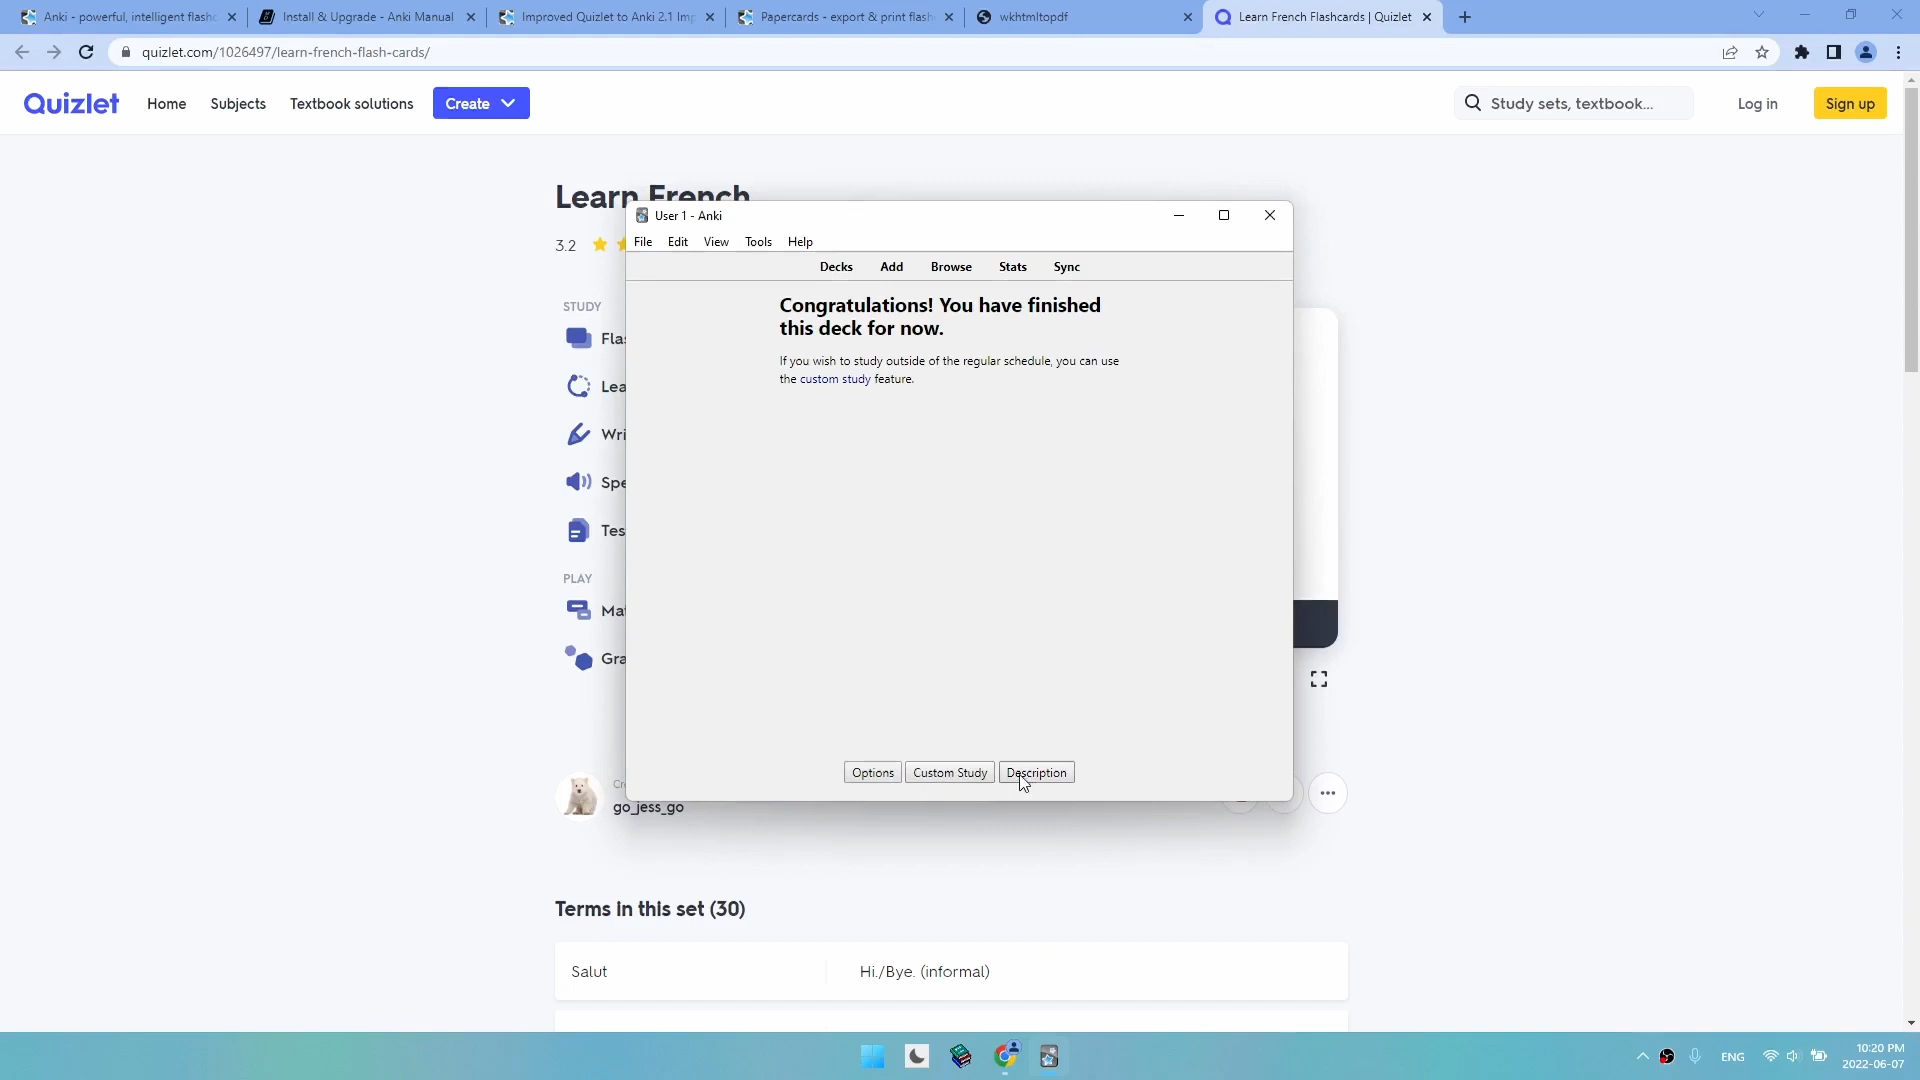 Anki - powerful, intelligent flashc
Install & Upgrade - Anki Manual
Improved Quizlet to Anki 2.1 Imp
Papercards - export & print flash
wkhtmltopdf
Learn French Flashcards | Quizlet
quizlet.com/1026497/learn-french-flash-cards/
Quizlet
Home
Subjects
Textbook solutions
Create
Study sets, textbook...
Log in
Sign up
Learn French
3.2
STUDY
Flas
Lea
Wri
Spe
Tes
PLAY
Mat
Gra
User 1 - Anki
File Edit View Tools Help
Decks Add Browse Stats Sync
Congratulations! You have finished
this deck for now.
If you wish to study outside of the regular schedule, you can use
the custom study feature.
Options Custom Study Description
Cr
go_jess_go
Terms in this set (30)
Salut
Hi./Bye. (informal)
ENG
10:20 PM
2022-06-07